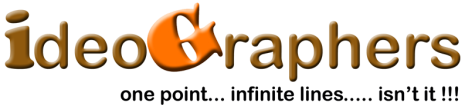 ideoGraphers
one point... infinite lines..... isn't it !!!